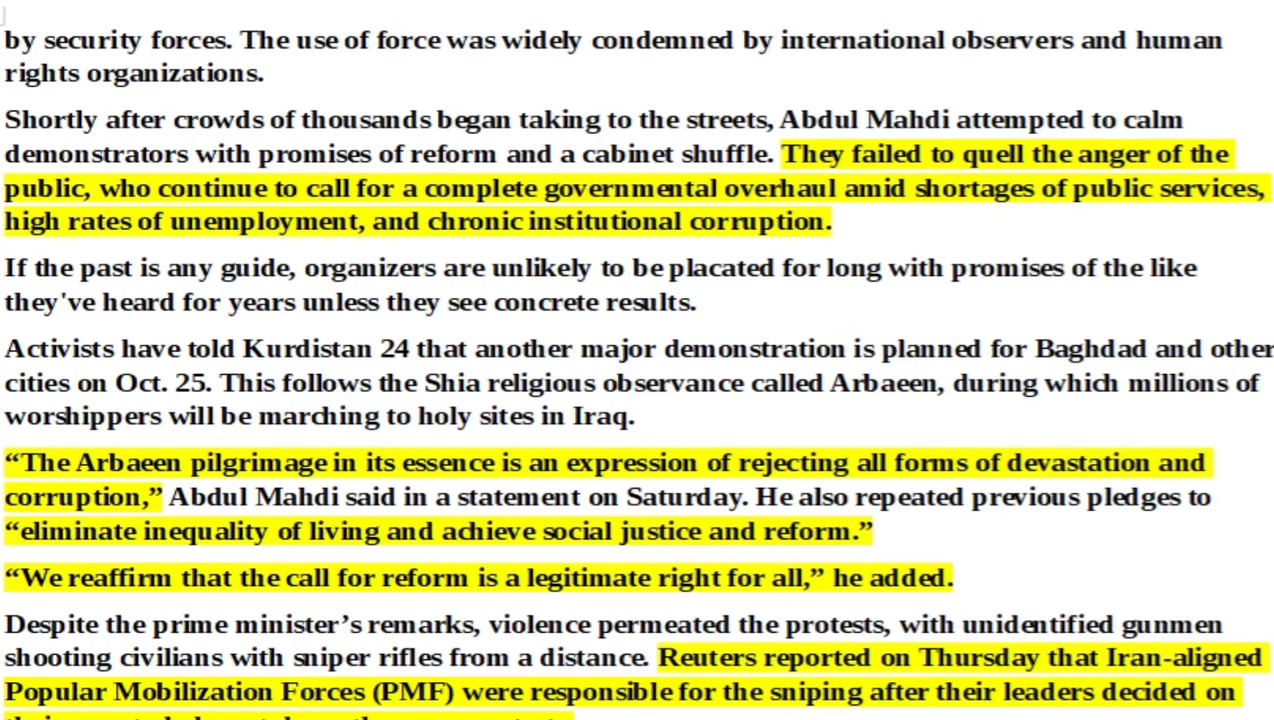 by security forces. The use of force was widely condemned by international observers and human
rights organizations.
Shortly after crowds of thousands began taking to the streets, Abdul Mahdi attempted to calm
demonstrators with promises of reform and a cabinet shuffle. They failed to quell the anger of the
public, who continue to call for a complete governmental overhaul amid shortages of public services,
high rates of unemployment, and chronic institutional corruption.
If the past is any guide, organizers are unlikely to be placated for long with promises of the like
they've heard for years unless they see concrete results.
Activists have told Kurdistan 24 that another major demonstration is planned for Baghdad and other
cities on Oct. 25. This follows the Shia religious observance called Arbaeen, during which millions of
worshippers will be marching to holy sites in Iraq.
“The Arbaeen pilgrimage in its essence is an expression of rejecting all forms of devastation and
corruption,” Abdul Mahdi said in a statement on Saturday. He also repeated previous pledges to
“eliminate inequality of living and achieve social justice and reform.”
“We reaffirm that the call for reform is a legitimate right for all,” he added.
Despite the prime minister’s remarks, violence permeated the protests, with unidentified gunmen
shooting civilians with sniper rifles from a distance. Reuters reported on Thursday that Iran-aligned
Popular Mobilization Forces (PMF) were responsible for the sniping after their leaders decided on